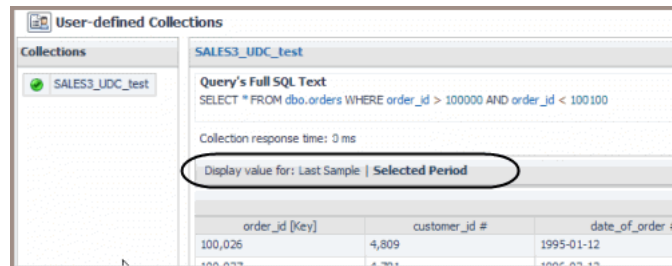 User-defined Collections
Collections
SALES3_UDC_test
SALES3_UDC_test
Query's Full SQL Text
SELECT * FROM dbo.orders WHERE order_id > 100000 AND order_id < 100100
Collection response time: 0 ms
Display value for: Last Sample | Selected Period
order_id [Key] customer_id # date_of_order #
100,026 4,809 1995-01-12